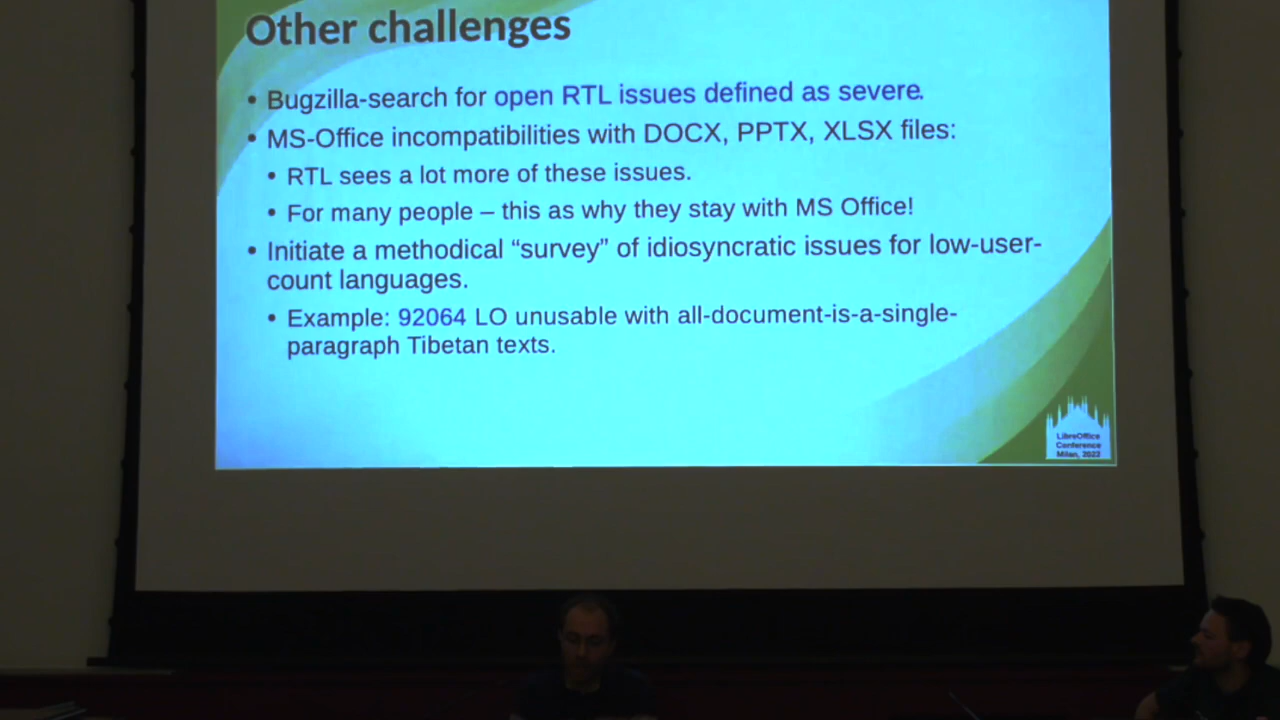 Other challenges
• Bugzilla-search for open RTL issues defined as severe.
• MS-Office incompatibilities with DOCX, PPTX, XLSX files:
• RTL sees a lot more of these issues.
• For many people – this as why they stay with MS Office!
• Initiate a methodical “survey” of idiosyncratic issues for low-user-
count languages.
• Example: 92064 LO unusable with all-document-is-a-single-
paragraph Tibetan texts.
LibreOffice
Conference
Milan, 2022